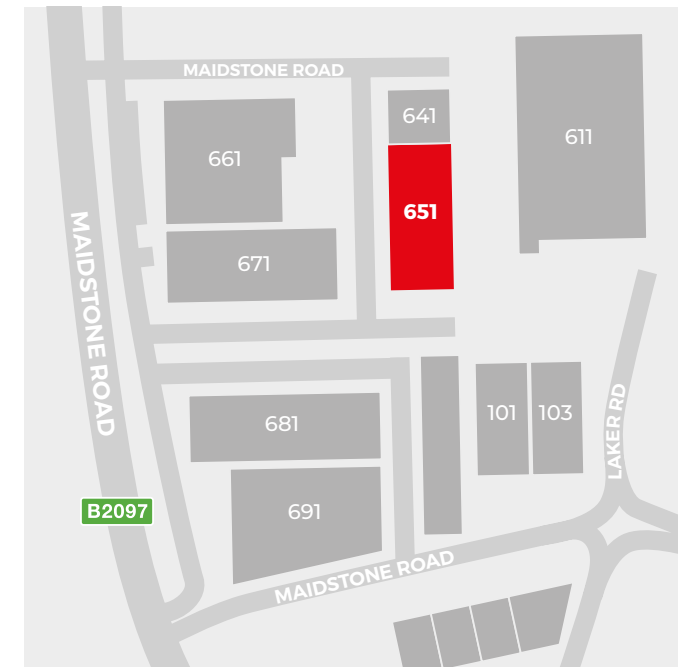 MAIDSTONE ROAD
641
661
611
651
671
MAIDSTONE ROAD
681
101
103
LAKER RD
691
B2097
MAIDSTONE ROAD